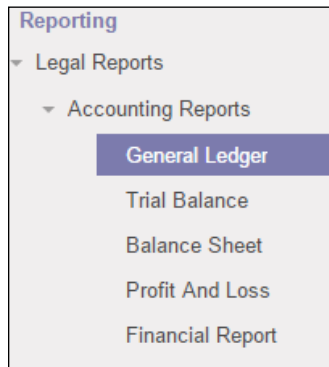 Reporting
Legal Reports
Accounting Reports
General Ledger
Trial Balance
Balance Sheet
Profit And Loss
Financial Report